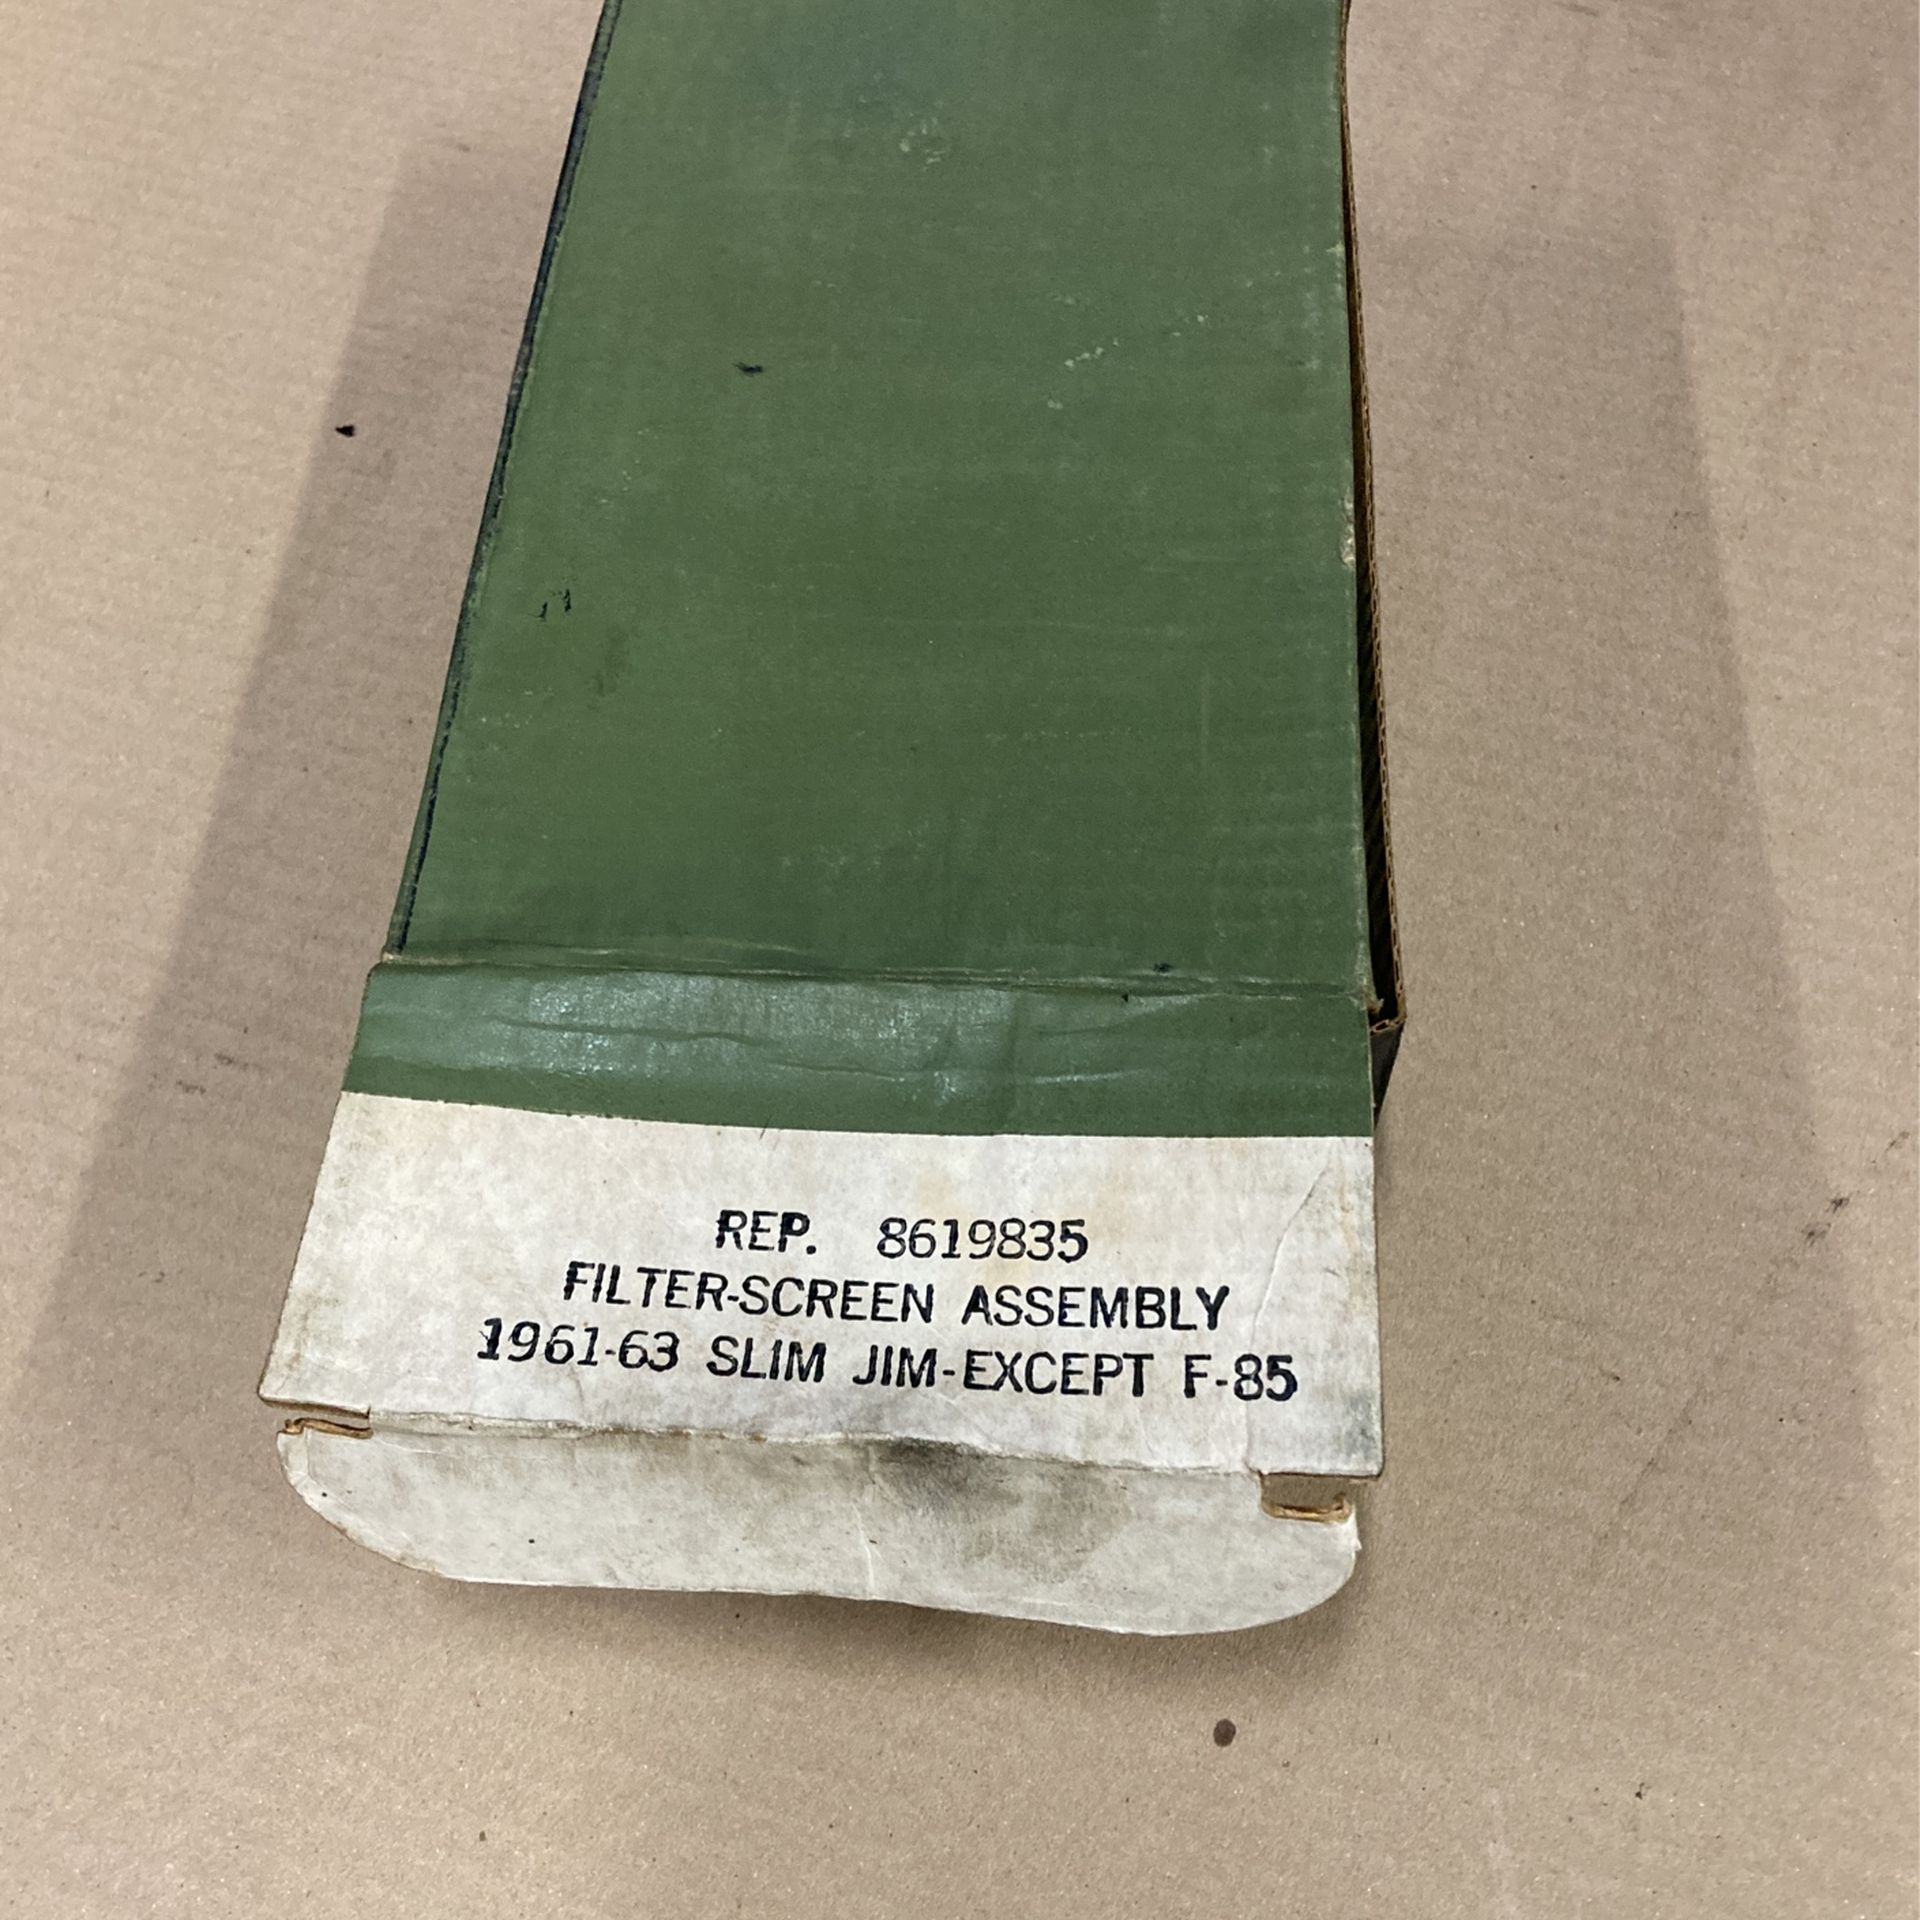 REP. 8619835
FILTER-SCREEN ASSEMBLY
1961-63 SLIM JIM-EXCEPT F-85